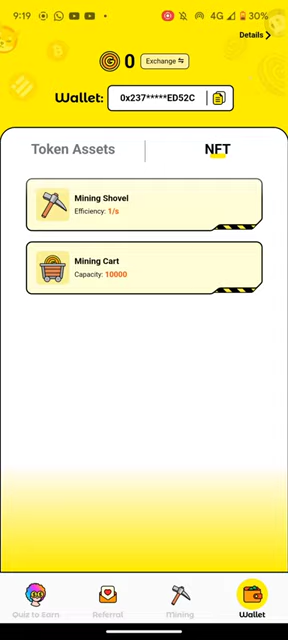 9:19 4G 30%
Details >
0 Exchange
Wallet: 0x237*****ED52C
Token Assets NFT
Mining Shovel
Efficiency: 1/s
Mining Cart
Capacity: 10000
Quiz to Earn Referral Mining Wallet